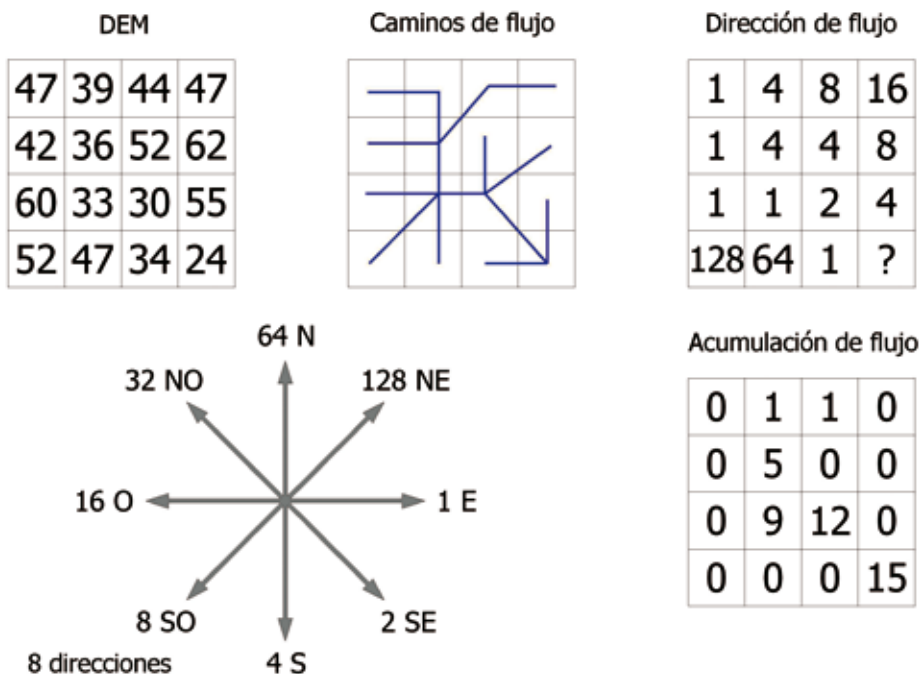 DEM
Caminos de flujo
Dirección de flujo
47 39 44 47
42 36 52 62
60 33 30 55
52 47 34 24
1 4 8 16
1 4 4 8
1 1 2 4
128 64 1 ?
64 N
32 NO
128 NE
16 O
1 E
8 SO
2 SE
4 S
8 direcciones
Acumulación de flujo
0 1 1 0
0 5 0 0
0 9 12 0
0 0 0 15